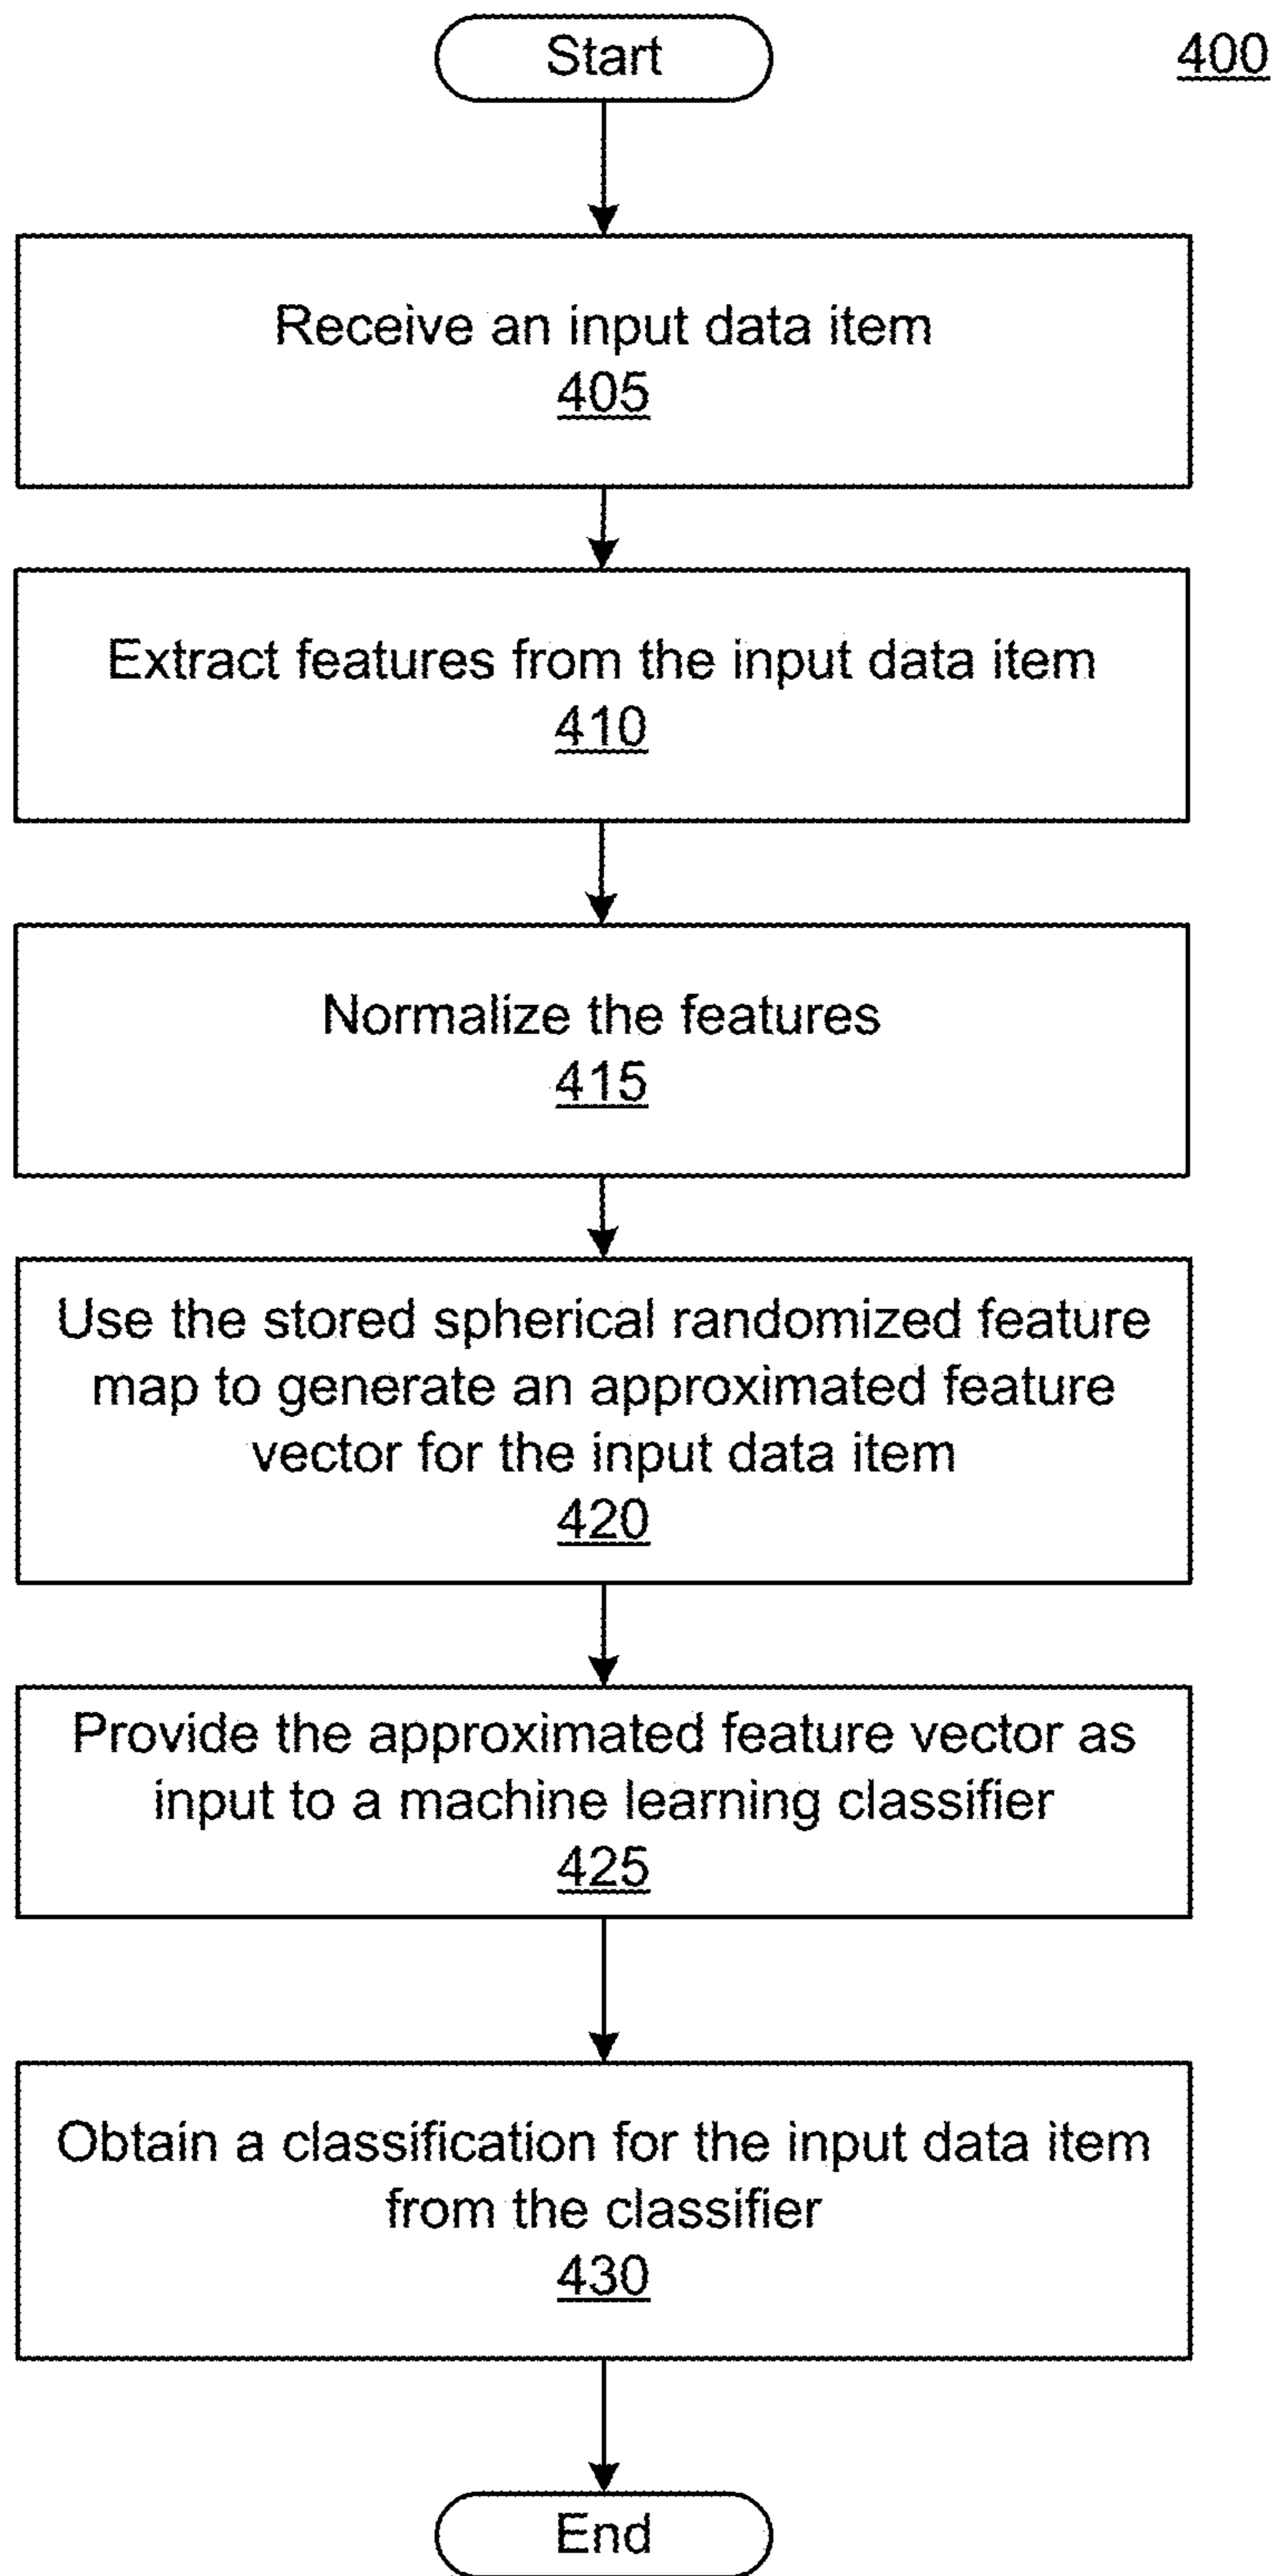 Start
400
Receive an input data item
405
Extract features from the input data item
410
Normalize the features
415
Use the stored spherical randomized feature
map to generate an approximated feature
vector for the input data item
420
Provide the approximated feature vector as
input to a machine learning classifier
425
Obtain a classification for the input data item
from the classifier
430
End